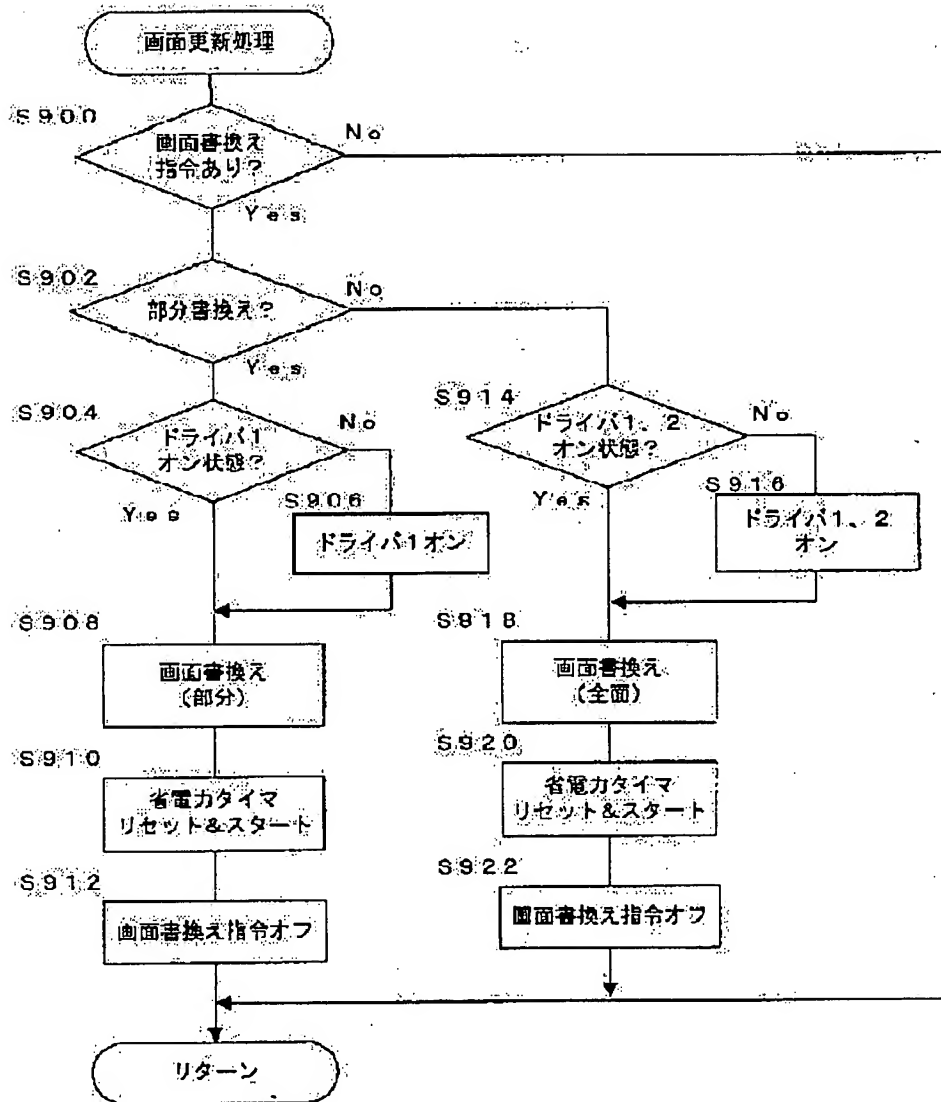 画面更新処理
S900
画面書換え
指令あり?
No
Yes
S902
部分書換え?
No
Yes
S904
ドライバ1
オン状態?
No
Yes
S906
ドライバ1オン
S908
画面書換え
(部分)
S910
省電力タイマ
リセット&スタート
S912
画面書換え指令オフ
S914
ドライバ1、2
オン状態?
No
Yes
S916
ドライバ1、2
オン
S918
画面書換え
(全面)
S920
省電力タイマ
リセット&スタート
S922
画面書換え指令オフ
リターン